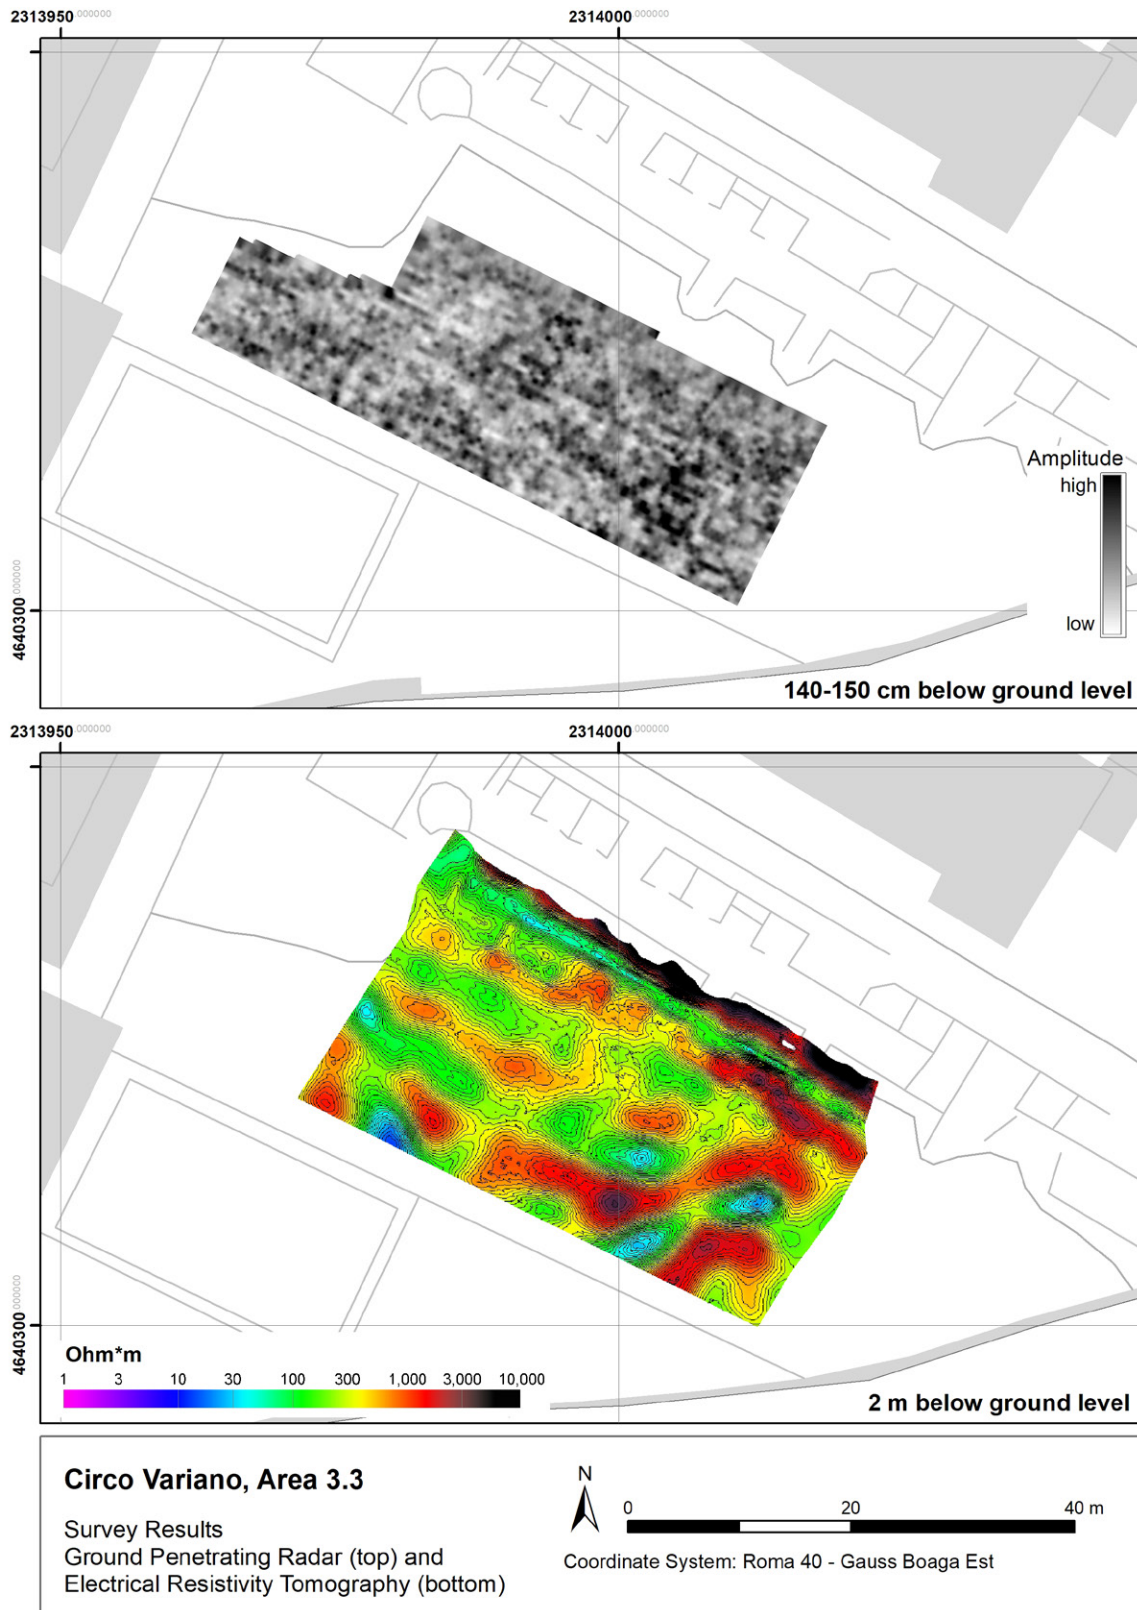 2313950.000000 2314000.000000
Amplitude
high
4640300.000000
low
140-150 cm below ground level
2313950.000000 2314000.000000
4640300.000000
Ohm*m
1 3 10 30 100 300 1,000 3,000 10,000
2 m below ground level
Circo Variano, Area 3.3
N
0 20 40 m
Survey Results
Ground Penetrating Radar (top) and
Electrical Resistivity Tomography (bottom)
Coordinate System: Roma 40 - Gauss Boaga Est